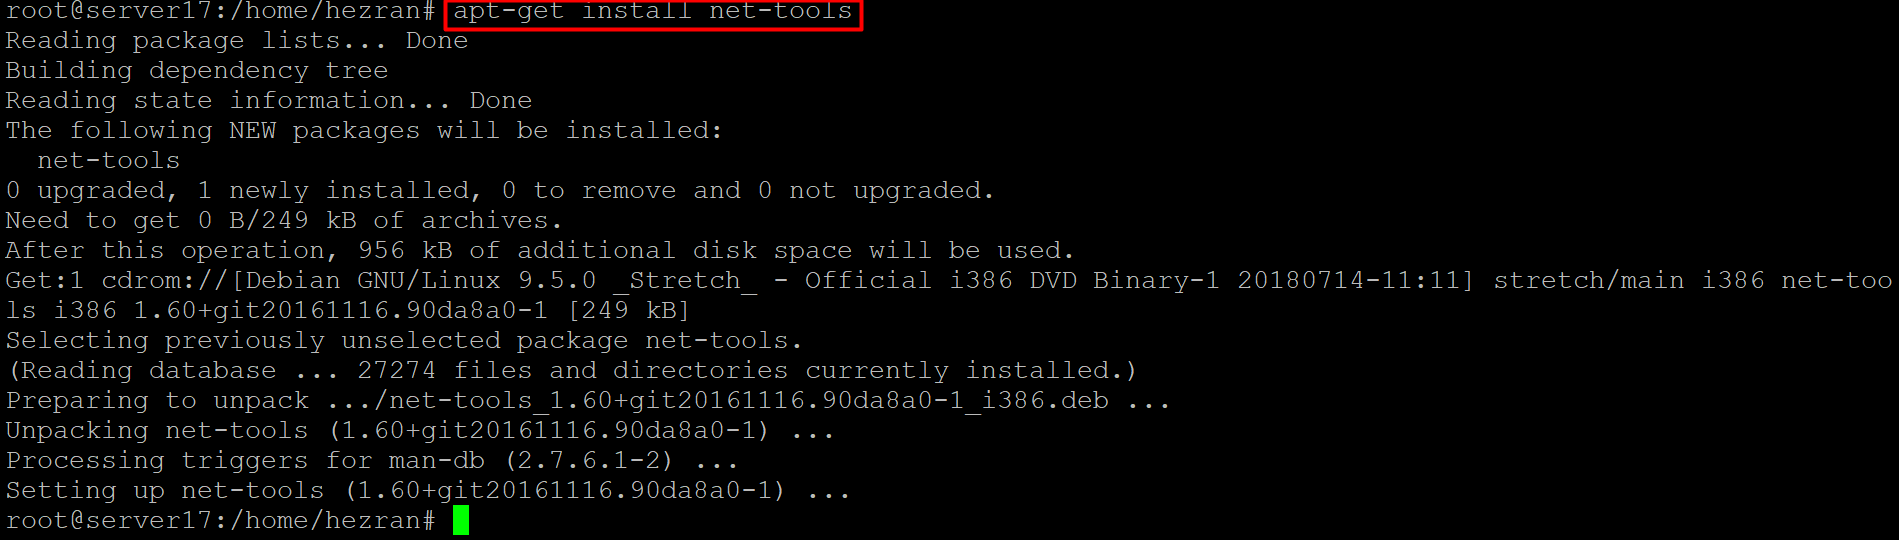 root@server17:/home/hezran# apt-get install net-tools
Reading package lists... Done
Building dependency tree
Reading state information... Done
The following NEW packages will be installed:
  net-tools
0 upgraded, 1 newly installed, 0 to remove and 0 not upgraded.
Need to get 0 B/249 kB of archives.
After this operation, 956 kB of additional disk space will be used.
Get:1 cdrom://[Debian GNU/Linux 9.5.0 _Stretch_ - Official i386 DVD Binary-1 20180714-11:11] stretch/main i386 net-too
ls i386 1.60+git20161116.90da8a0-1 [249 kB]
Selecting previously unselected package net-tools.
(Reading database ... 27274 files and directories currently installed.)
Preparing to unpack .../net-tools_1.60+git20161116.90da8a0-1_i386.deb ...
Unpacking net-tools (1.60+git20161116.90da8a0-1) ...
Processing triggers for man-db (2.7.6.1-2) ...
Setting up net-tools (1.60+git20161116.90da8a0-1) ...
root@server17:/home/hezran#